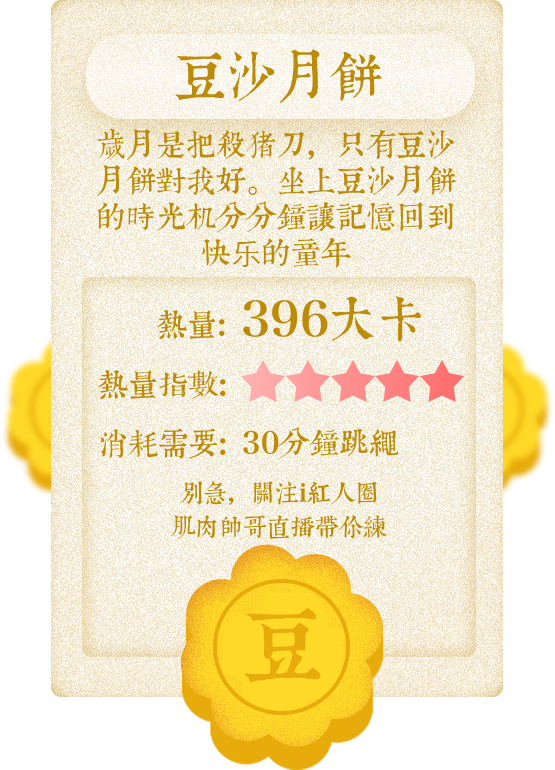 豆沙月餅
歲月是把殺猪刀，只有豆沙
月餅對我好。坐上豆沙月餅
的時光机分分鐘讓記憶回到
快乐的童年
熱量: 396大卡
熱量指數:
消耗需要: 30分鐘跳繩
别急，關注i紅人圈
肌肉帥哥直播帶你練
豆